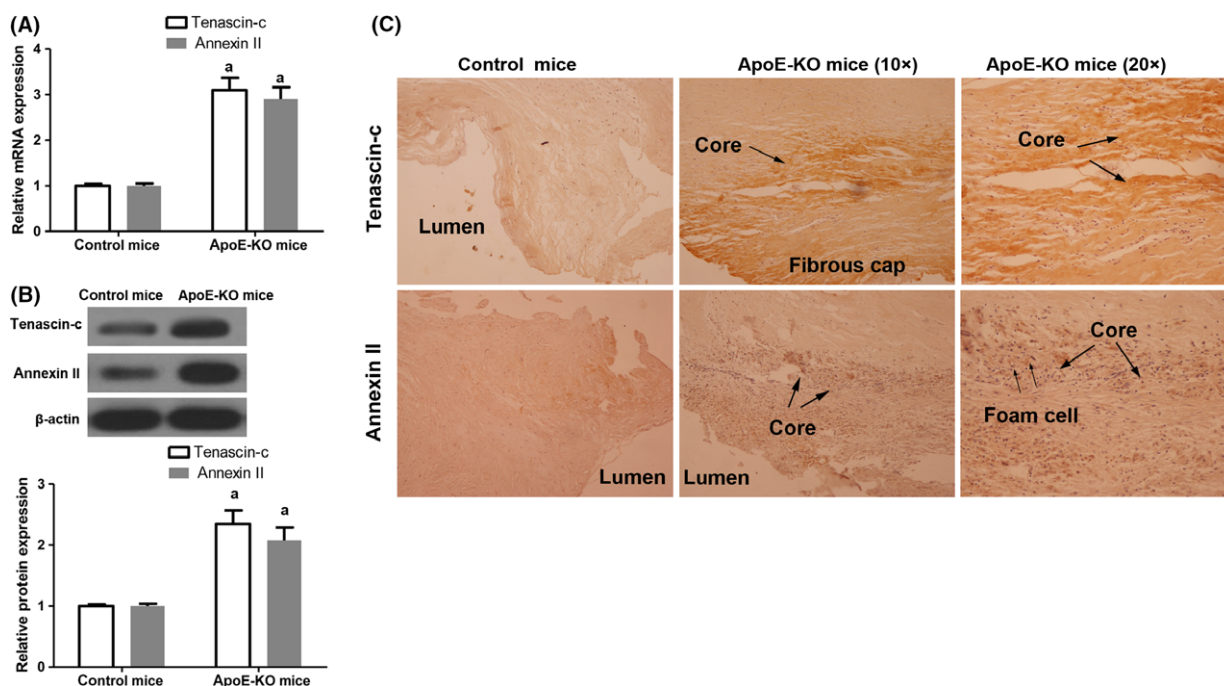 (A)
Tenascin-c
Annexin II
Relative mRNA expression
4
3
2
1
0
a
a
Control mice
ApoE-KO mice
(B)
Control mice ApoE-KO mice
Tenascin-c
Annexin II
β-actin
Tenascin-c
Annexin II
Relative protein expression
3
2
1
0
a
a
Control mice
ApoE-KO mice
(C)
Control mice
ApoE-KO mice (10×)
ApoE-KO mice (20×)
Tenascin-c
Lumen
Core
Fibrous cap
Core
Annexin II
Lumen
Core
Lumen
Core
Foam cell